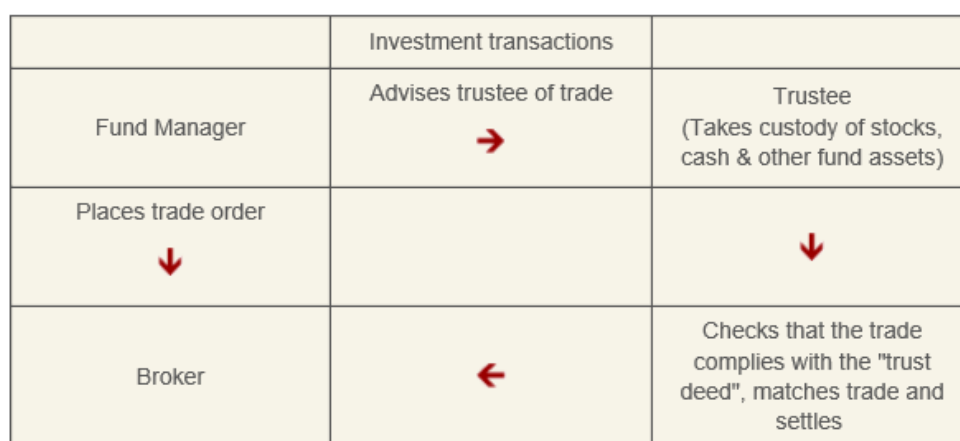 Investment transactions
Fund Manager
Advises trustee of trade
Trustee
(Takes custody of stocks,
cash & other fund assets)
Places trade order
Broker
Checks that the trade
complies with the "trust
deed", matches trade and
settles